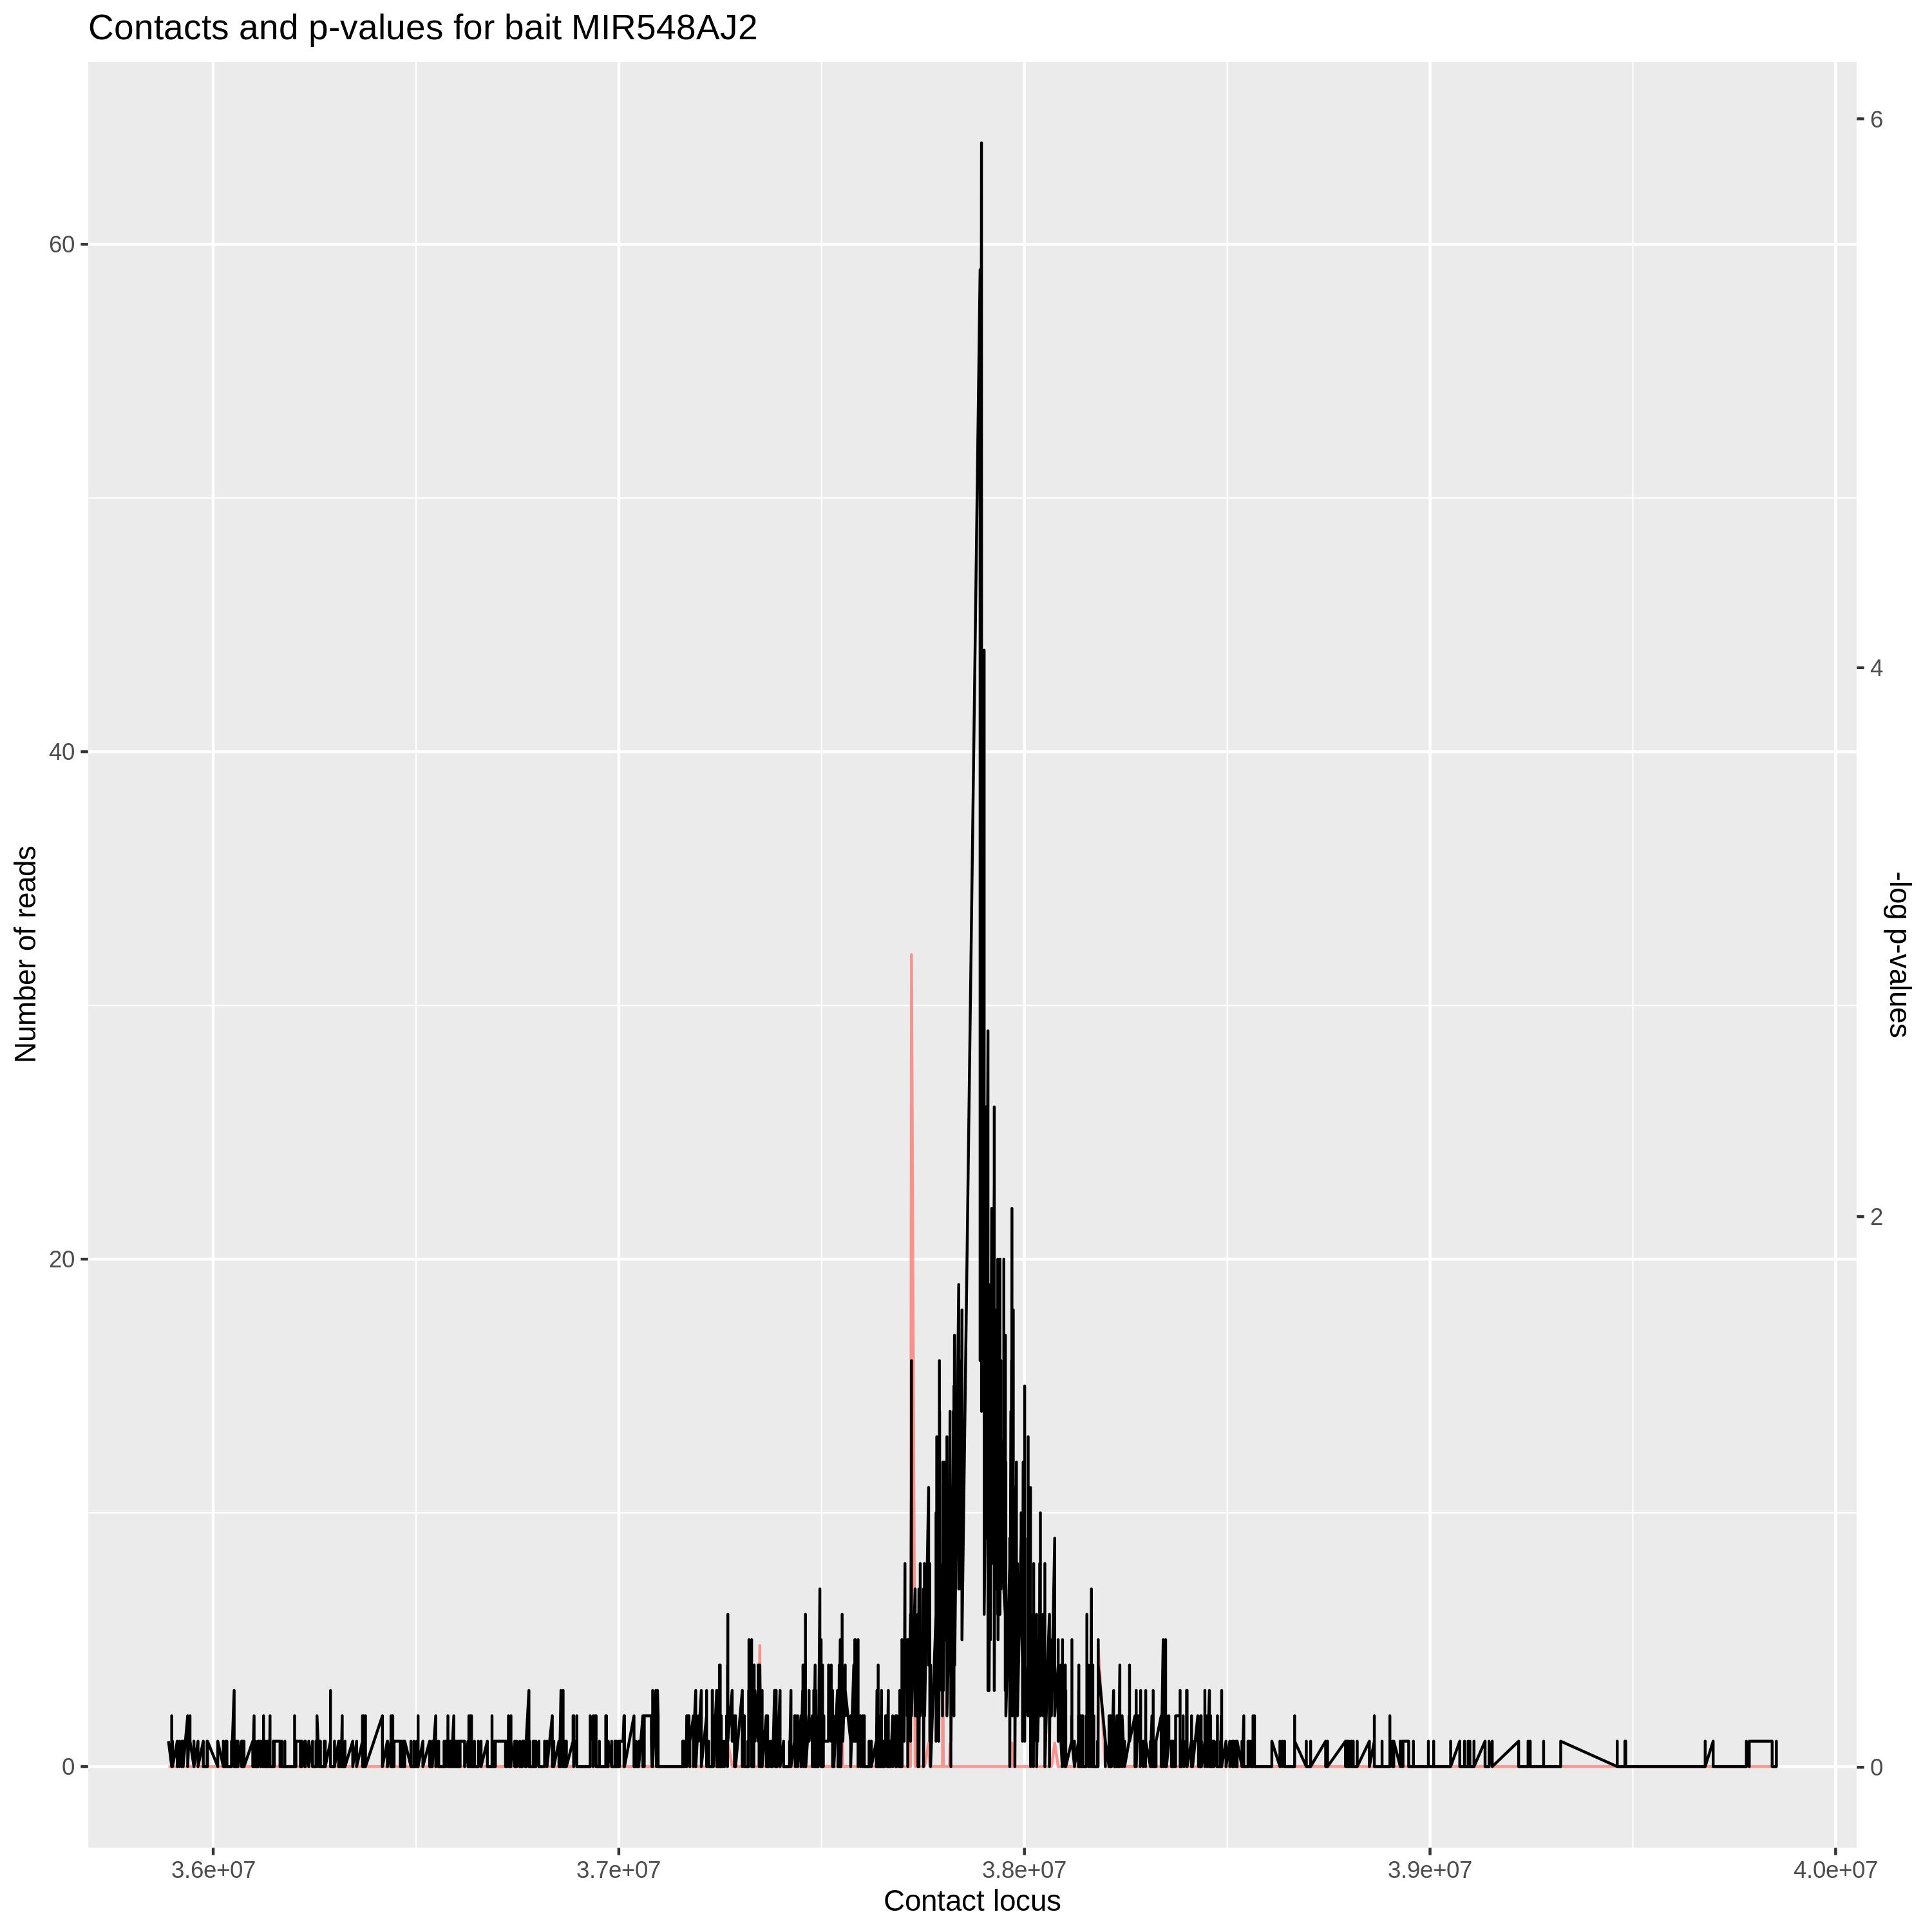 Contacts and p-values for bait MIR548AJ2
6
60
4
40
Number of reads
-log p-values
2
20
0
0
3.6e+07
3.7e+07
3.8e+07
3.9e+07
4.0e+07
Contact locus